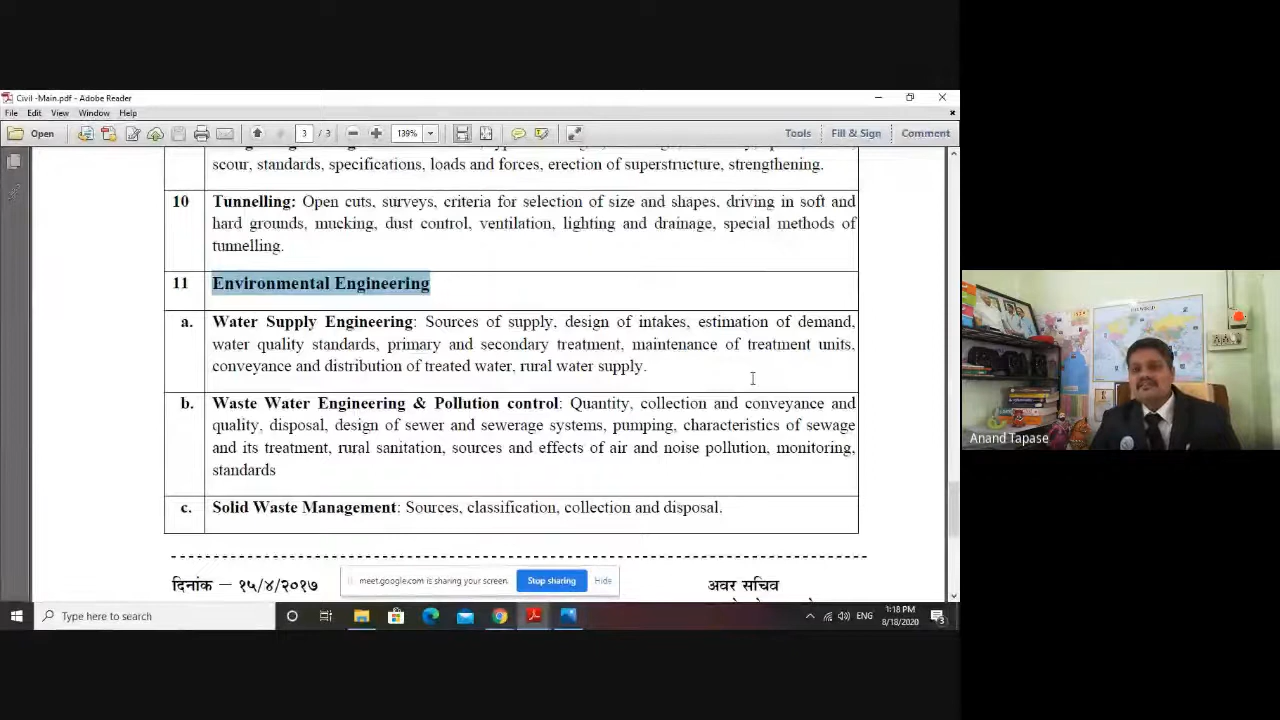 Civil -Main.pdf - Adobe Reader
File Edit View Window Help
Open 3 / 3 139% Tools Fill & Sign Comment
scour, standards, specifications, loads and forces, erection of superstructure, strengthening.
10 Tunnelling: Open cuts, surveys, criteria for selection of size and shapes, driving in soft and
hard grounds, mucking, dust control, ventilation, lighting and drainage, special methods of
tunnelling.
11 Environmental Engineering
a. Water Supply Engineering: Sources of supply, design of intakes, estimation of demand,
water quality standards, primary and secondary treatment, maintenance of treatment units,
conveyance and distribution of treated water, rural water supply.
b. Waste Water Engineering & Pollution control: Quantity, collection and conveyance and
quality, disposal, design of sewer and sewerage systems, pumping, characteristics of sewage
and its treatment, rural sanitation, sources and effects of air and noise pollution, monitoring,
standards
c. Solid Waste Management: Sources, classification, collection and disposal.
दिनांक – १५/४/२०१७ अवर सचिव
meet.google.com is sharing your screen. Stop sharing Hide
Type here to search
ENG
1:18 PM
8/18/2020
3
Anand Tapase